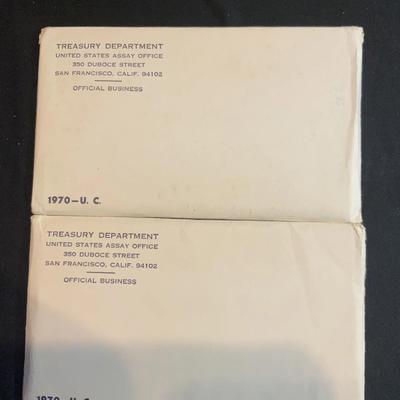 TREASURY DEPARTMENT
UNITED STATES ASSAY OFFICE
350 DUBOCE STREET
SAN FRANCISCO, CALIF. 94102
OFFICIAL BUSINESS
1970-U. C.
TREASURY DEPARTMENT
UNITED STATES ASSAY OFFICE
350 DUBOCE STREET
SAN FRANCISCO, CALIF. 94102
OFFICIAL BUSINESS
1970-U. C.